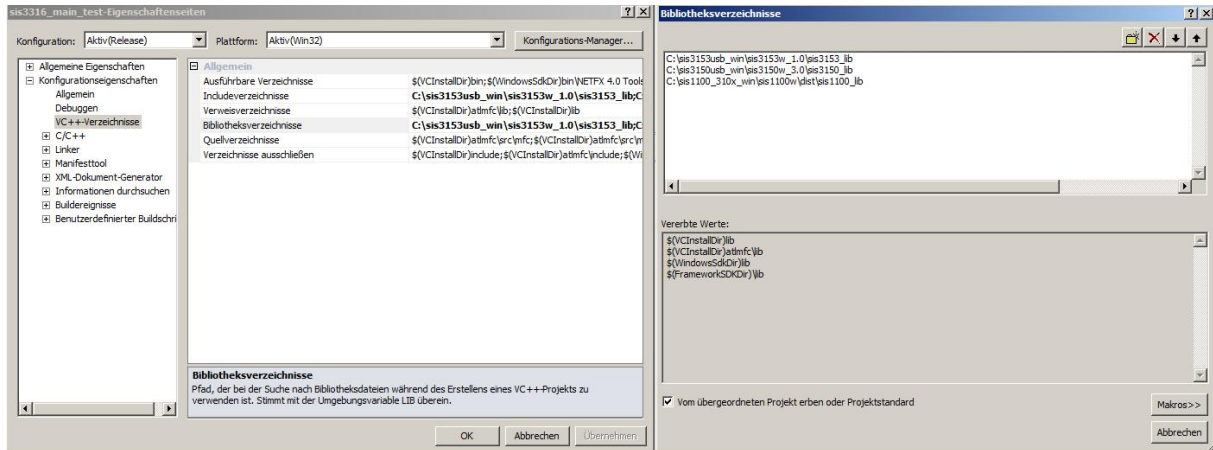 sis3316_main_test-Eigenschaftenseiten
Konfiguration: Aktiv(Release) Plattform: Aktiv(Win32) Konfigurations-Manager...
Allgemeine Eigenschaften
Konfigurationseigenschaften
Allgemein
Debuggen
VC++-Verzeichnisse
C/C++
Linker
Manifesttool
XML-Dokument-Generator
Informationen durchsuchen
Buildereignisse
Benutzerdefinierter Buildschri
Allgemein
Ausführbare Verzeichnisse $(VCInstallDir)bin;$(WindowsSdkDir)bin\NETFX 4.0 Tools
Includeverzeichnisse C:\sis3153usb_win\sis3153w_1.0\sis3153_lib;C:
Verweisverzeichnisse $(VCInstallDir)atlmfc\lib;$(VCInstallDir)lib
Bibliotheksverzeichnisse C:\sis3153usb_win\sis3153w_1.0\sis3153_lib;C:
Quellverzeichnisse $(VCInstallDir)atlmfc\src\mfc;$(VCInstallDir)atlmfc\src\m
Verzeichnisse ausschließen $(VCInstallDir)include;$(VCInstallDir)atlmfc\include;$(Wi
Bibliotheksverzeichnisse
Pfad, der bei der Suche nach Bibliotheksdateien während des Erstellens eines VC++-Projekts zu
verwenden ist. Stimmt mit der Umgebungsvariable LIB überein.
OK Abbrechen Übernehmen
Bibliotheksverzeichnisse
C:\sis3153usb_win\sis3153w_1.0\sis3153_lib
C:\sis3150usb_win\sis3150w_3.0\sis3150_lib
C:\sis1100_310x_win\sis1100w\dist\sis1100_lib
Vererbte Werte:
$(VCInstallDir)lib
$(VCInstallDir)atlmfc\lib
$(WindowsSdkDir)lib
$(FrameworkSDKDir)\lib
Vom übergeordneten Projekt erben oder Projektstandard
Makros>>
Abbrechen